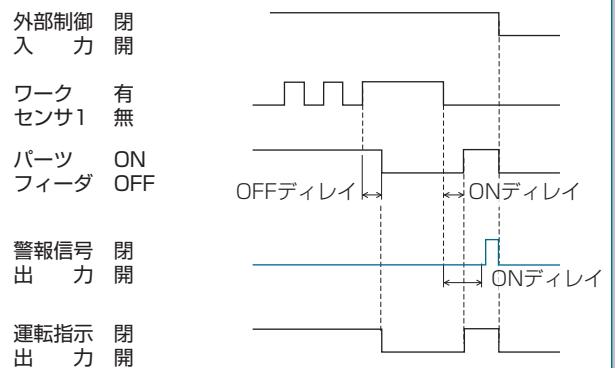 外部制御 閉
入 力 開
ワーク 有
センサ1 無
パーツ ON
フィーダ OFF
OFFディレイ
ONディレイ
警報信号 閉
出 力 開
ONディレイ
運転指示 閉
出 力 開